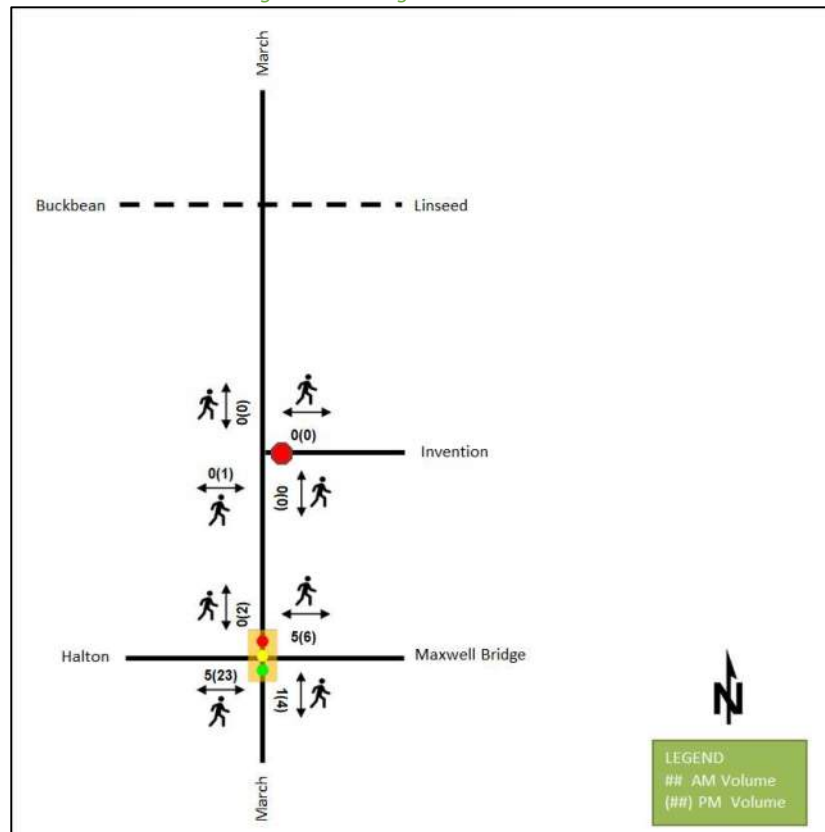 March
Buckbean
Linseed
0(0)
0(0)
Invention
0(1)
0(0)
0(2)
5(6)
Halton
Maxwell Bridge
5(23)
1(4)
N
March
LEGEND
## AM Volume
(##) PM Volume